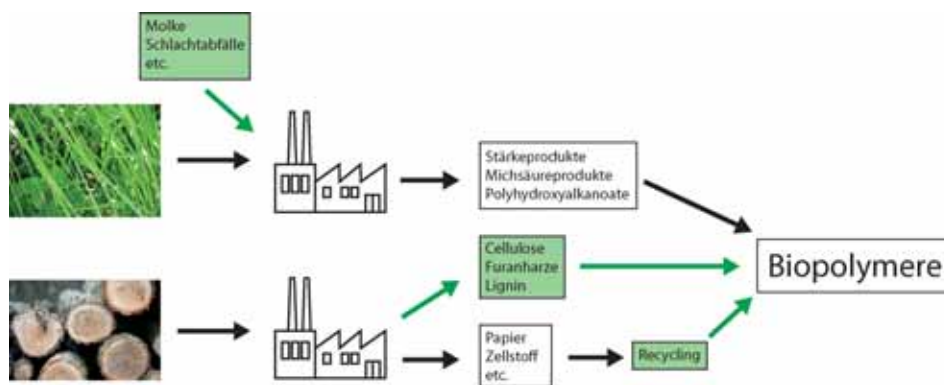 Molke
Schlachtabfälle
etc.
Stärkeprodukte
Michsäureprodukte
Polyhydroxyalkanoate
Cellulose
Furanharze
Lignin
Biopolymere
Papier
Zellstoff
etc.
Recycling